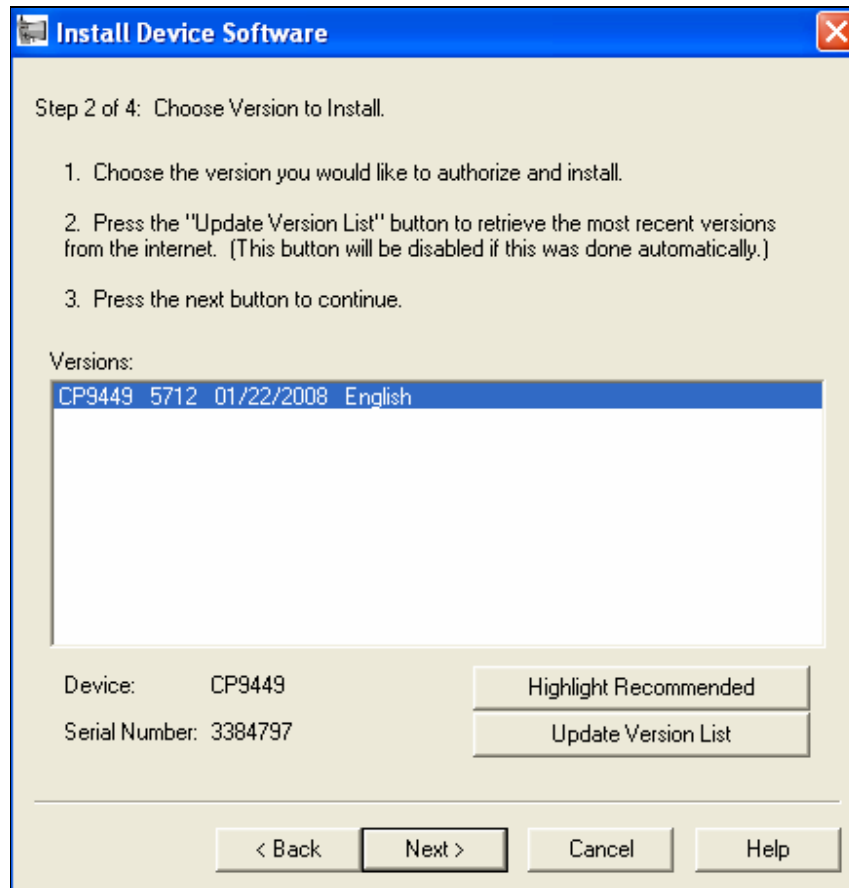 Install Device Software
Step 2 of 4:  Choose Version to Install.
1.  Choose the version you would like to authorize and install.
2.  Press the "Update Version List" button to retrieve the most recent versions
from the internet.  (This button will be disabled if this was done automatically.)
3.  Press the next button to continue.
Versions:
CP9449   5712   01/22/2008   English
Device:   CP9449   Highlight Recommended
Serial Number:   3384797   Update Version List
< Back   Next >   Cancel   Help